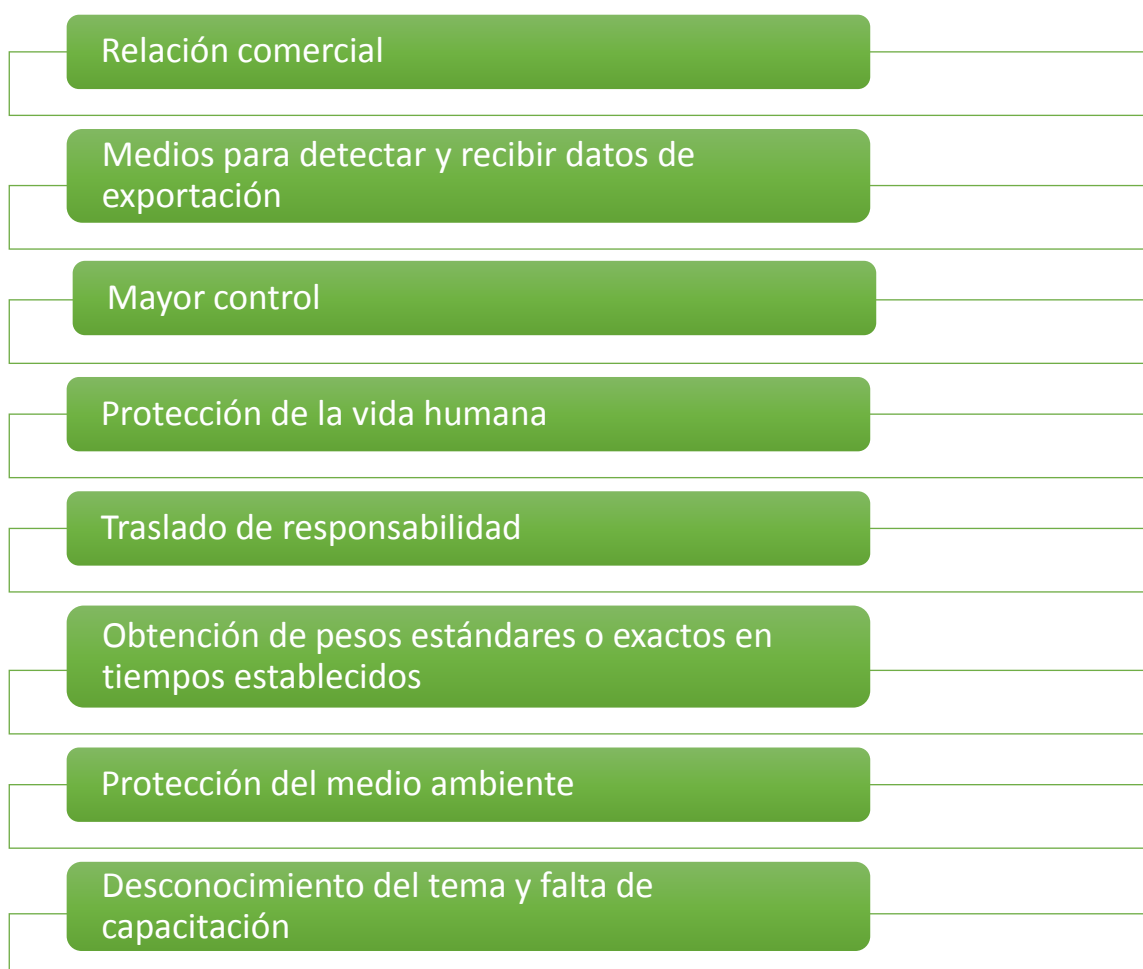 Relación comercial
Medios para detectar y recibir datos de
exportación
Mayor control
Protección de la vida humana
Traslado de responsabilidad
Obtención de pesos estándares o exactos en
tiempos establecidos
Protección del medio ambiente
Desconocimiento del tema y falta de
capacitación